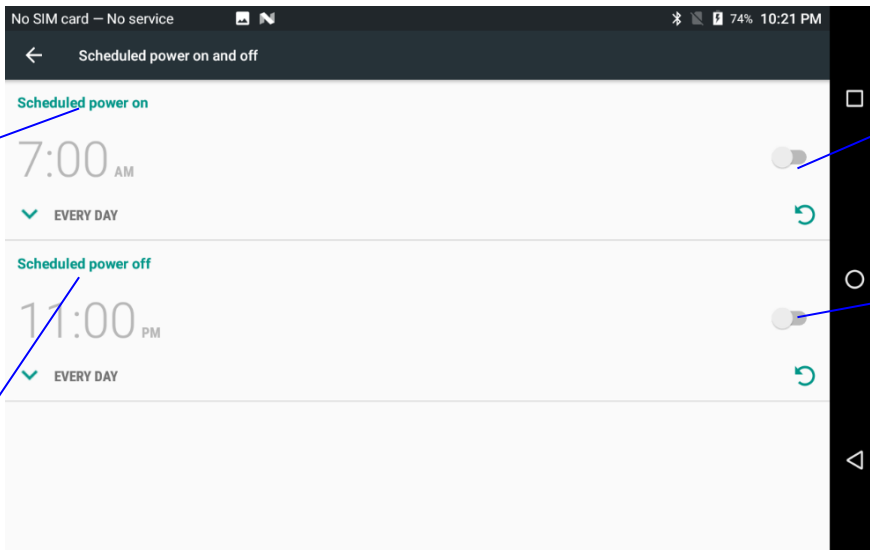 No SIM card — No service 74% 10:21 PM
Scheduled power on and off
Scheduled power on
7:00 AM
EVERY DAY
Scheduled power off
11:00 PM
EVERY DAY